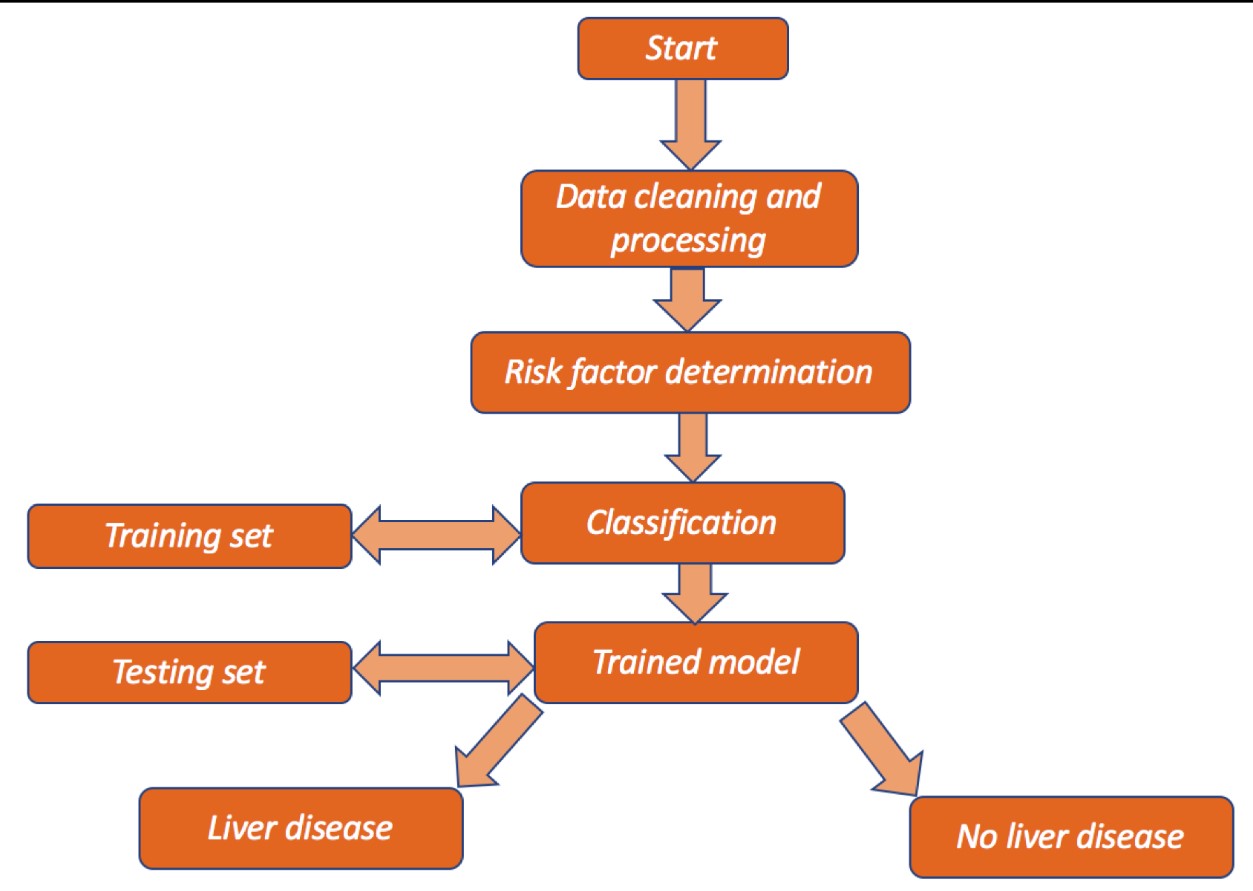 Start
Data cleaning and
processing
Risk factor determination
Classification
Training set
Trained model
Testing set
Liver disease
No liver disease